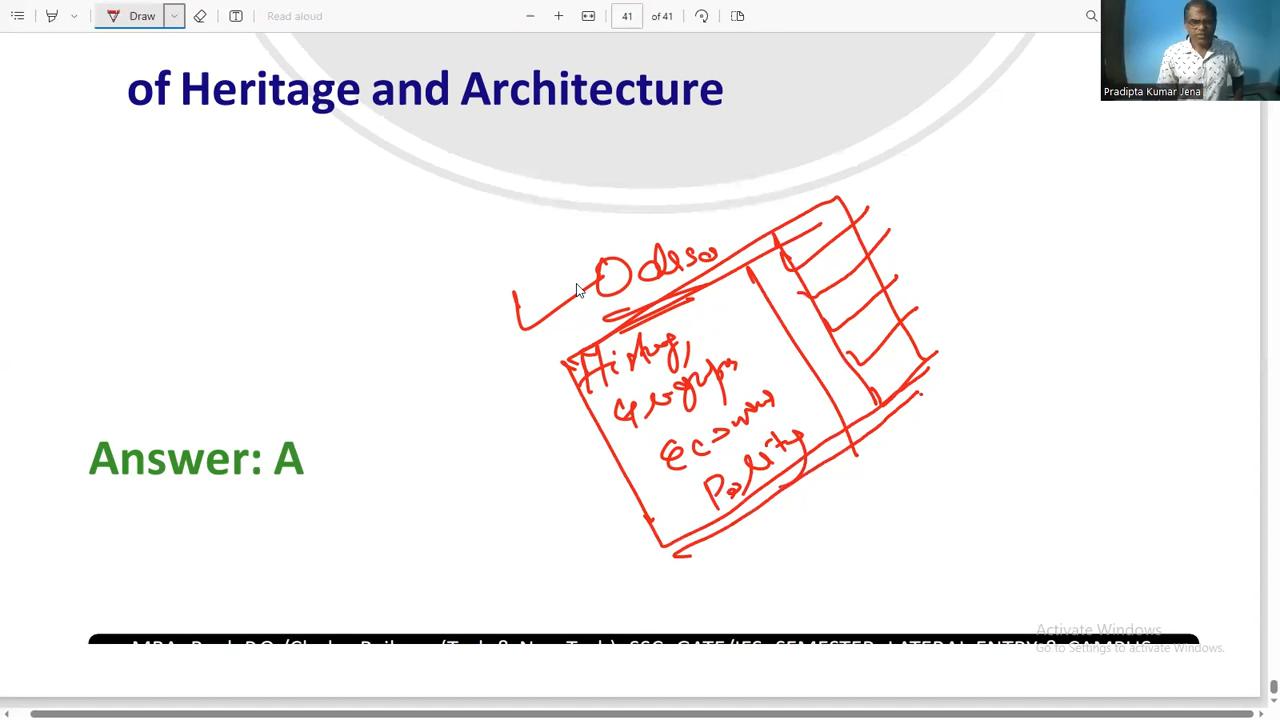 Draw
Read aloud
41 of 41
Pradipta Kumar Jena
of Heritage and Architecture
Odisa
History,
Geography
Economy
Polity
Answer: A
Activate Windows
Go to Settings to activate Windows.